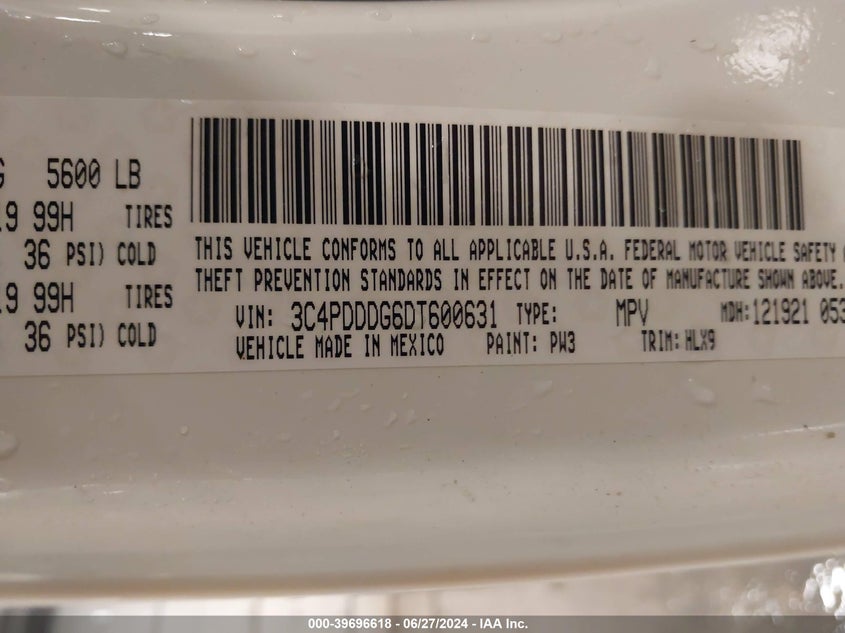 G 5600 LB
.9 99H TIRES
36 PSI) COLD
.9 99H TIRES
36 PSI) COLD
THIS VEHICLE CONFORMS TO ALL APPLICABLE U.S.A. FEDERAL MOTOR VEHICLE SAFETY
THEFT PREVENTION STANDARDS IN EFFECT ON THE DATE OF MANUFACTURE SHOWN ABOVE.
VIN: 3C4PDDDG6DT600631 TYPE: MPV MDH: 121921 053
VEHICLE MADE IN MEXICO PAINT: PW3 TRIM: HLX9
000-39696618 / 06/27/2024 - IAA Inc.